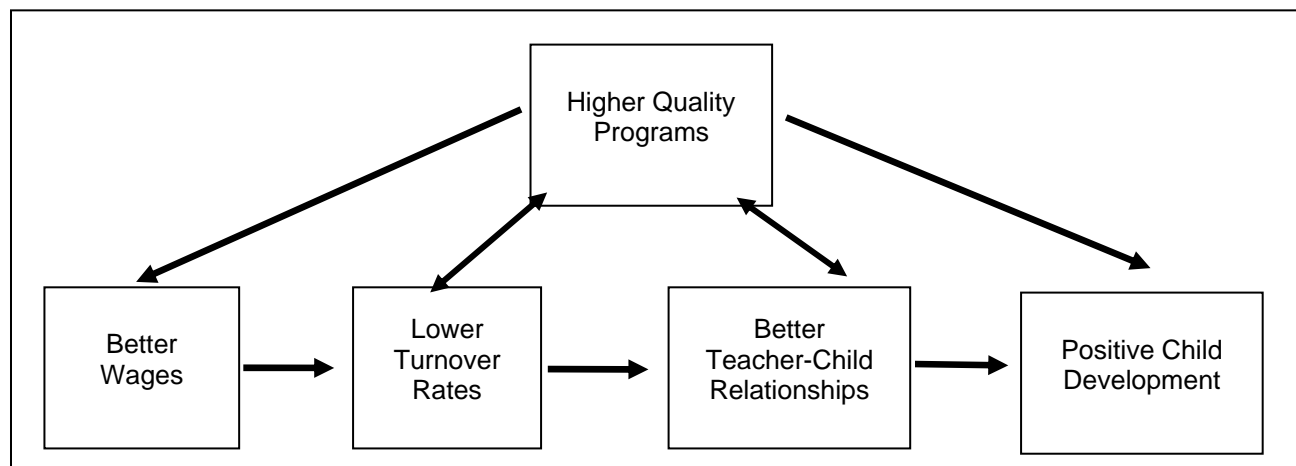 Higher Quality
Programs
Better
Wages
Lower
Turnover
Rates
Better
Teacher-Child
Relationships
Positive Child
Development